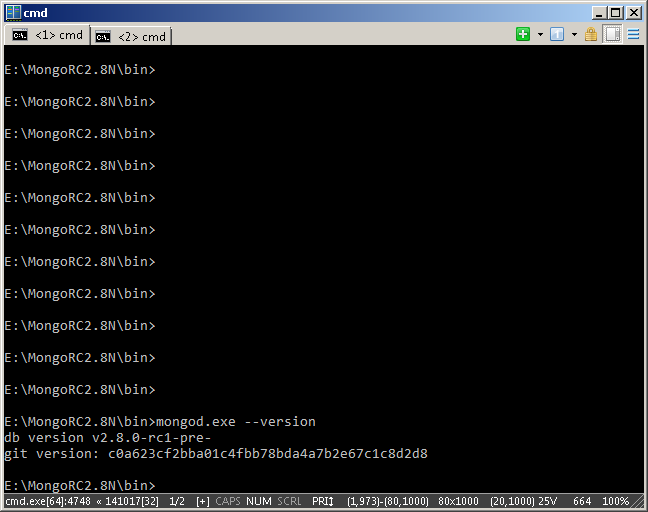 cmd
<1> cmd
<2> cmd
1
E:\MongoRC2.8N\bin>
E:\MongoRC2.8N\bin>
E:\MongoRC2.8N\bin>
E:\MongoRC2.8N\bin>
E:\MongoRC2.8N\bin>
E:\MongoRC2.8N\bin>
E:\MongoRC2.8N\bin>
E:\MongoRC2.8N\bin>
E:\MongoRC2.8N\bin>
E:\MongoRC2.8N\bin>
E:\MongoRC2.8N\bin>
E:\MongoRC2.8N\bin>mongod.exe --version
db version v2.8.0-rc1-pre-
git version: c0a623cf2bba01c4fbb78bda4a7b2e67c1c8d2d8
E:\MongoRC2.8N\bin>
cmd.exe[64]:4748 « 141017[32] 1/2 [+] CAPS NUM SCRL PRI↕ (1,973)-(80,1000) 80x1000 (20,1000) 25V 664 100%